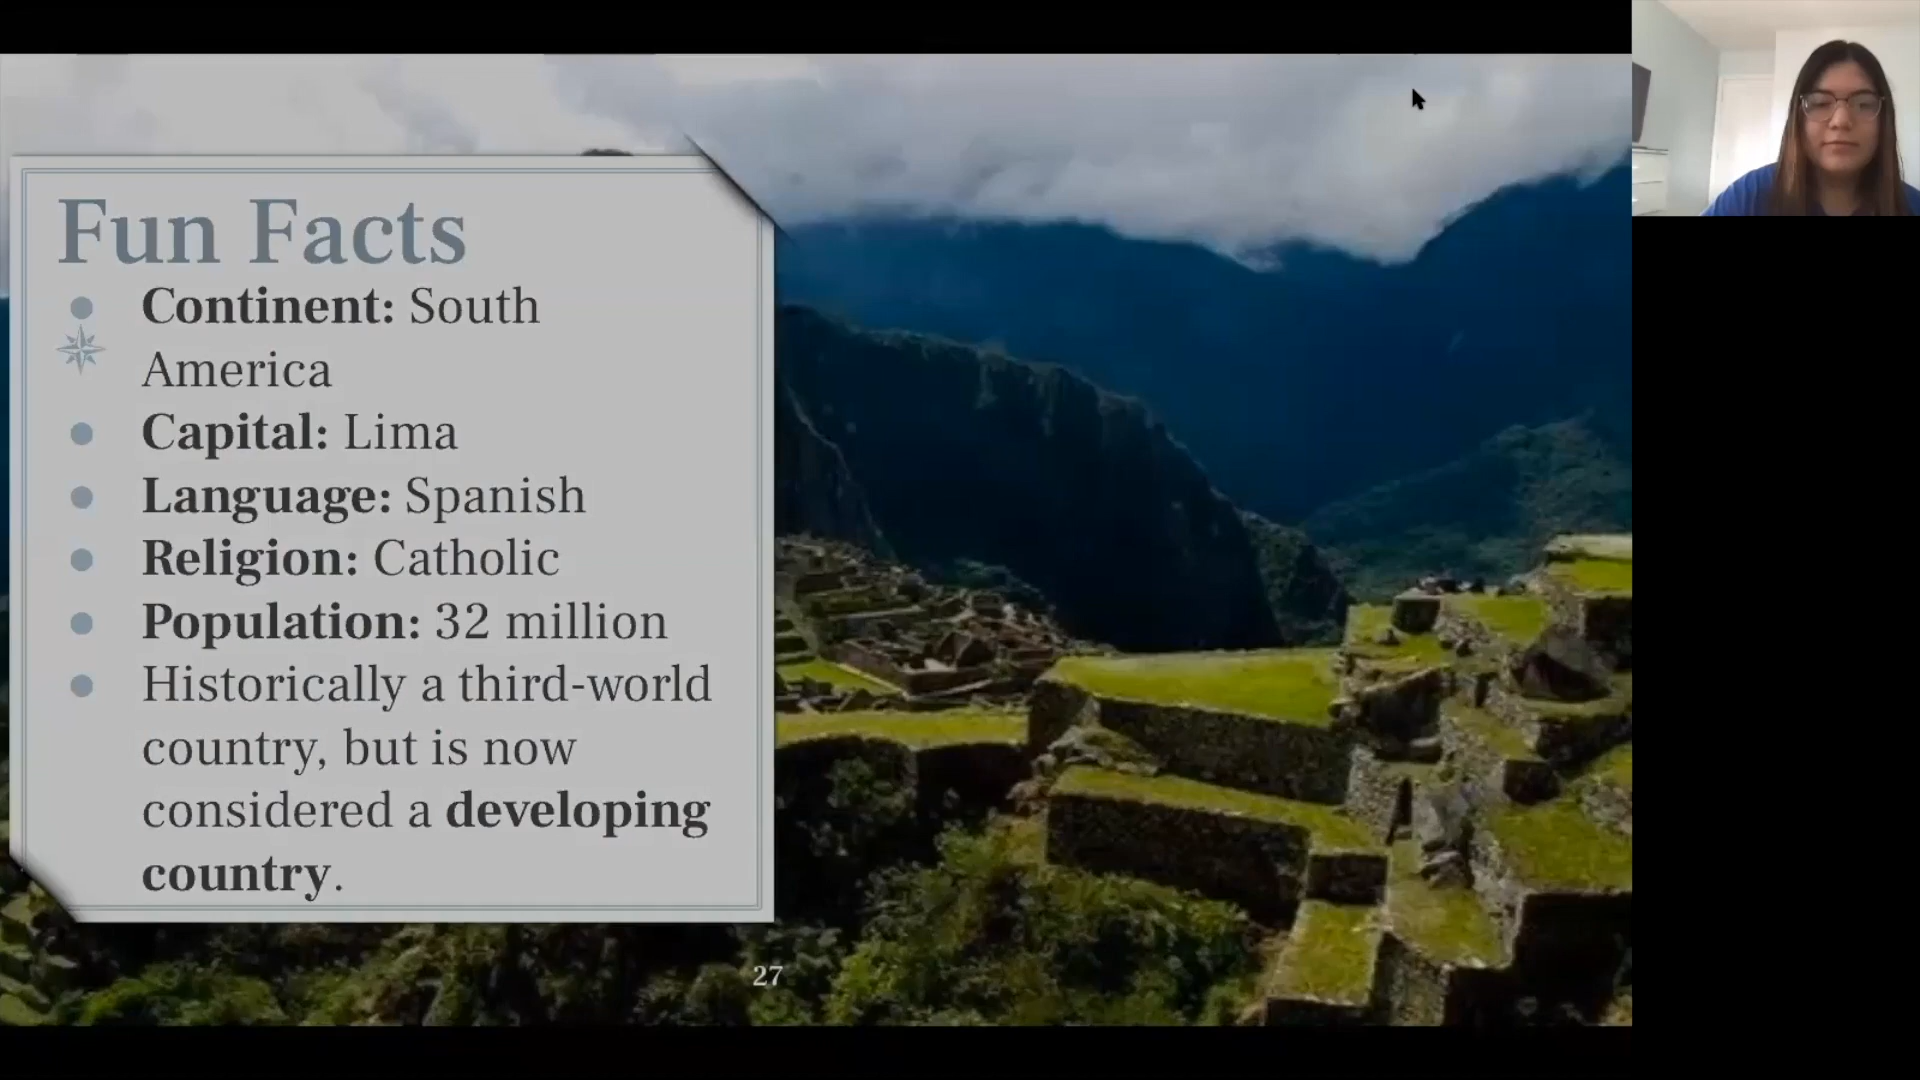 Fun Facts
Continent: South
America
Capital: Lima
Language: Spanish
Religion: Catholic
Population: 32 million
Historically a third-world
country, but is now
considered a developing
country.
27